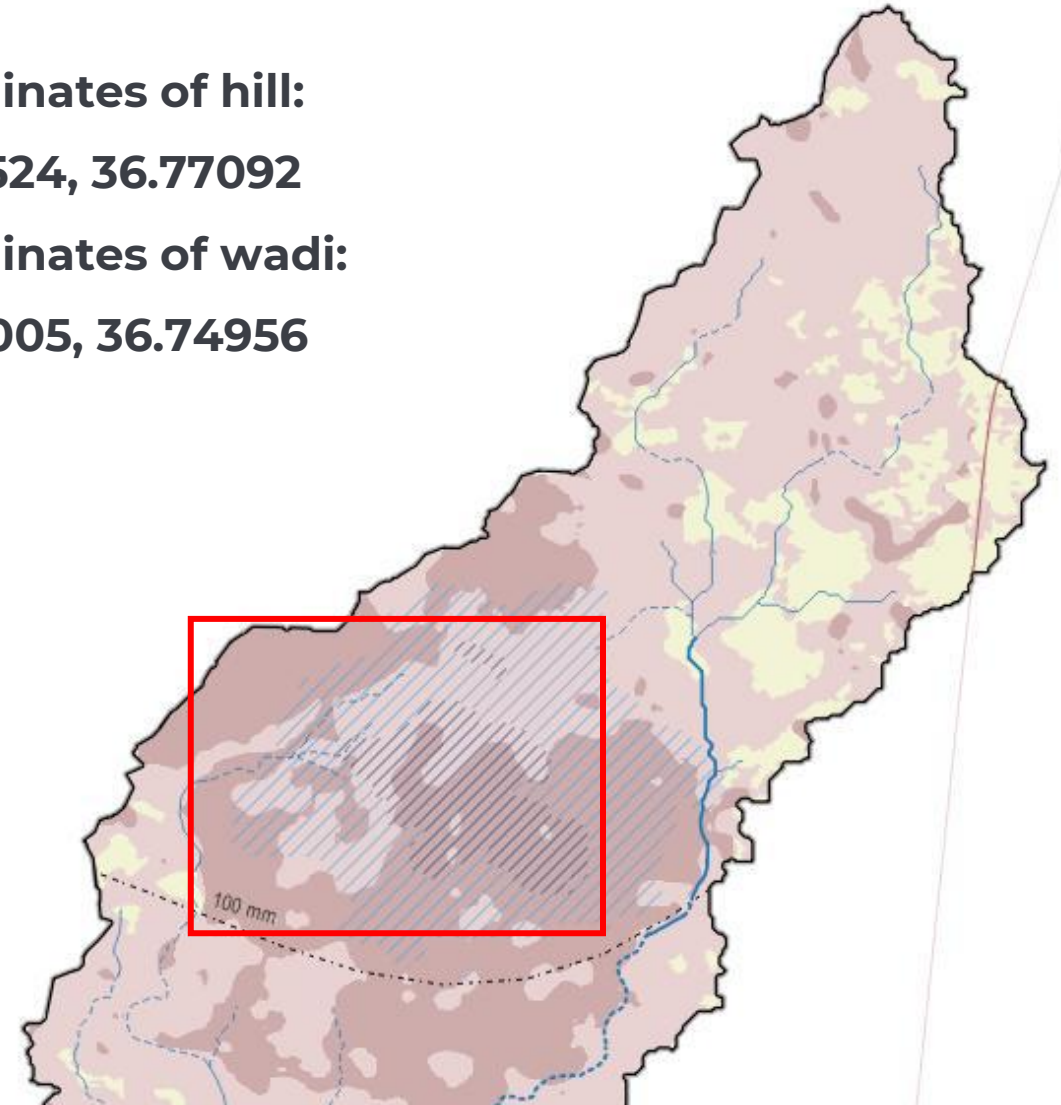 inates of hill:
524, 36.77092
inates of wadi:
005, 36.74956
100 mm